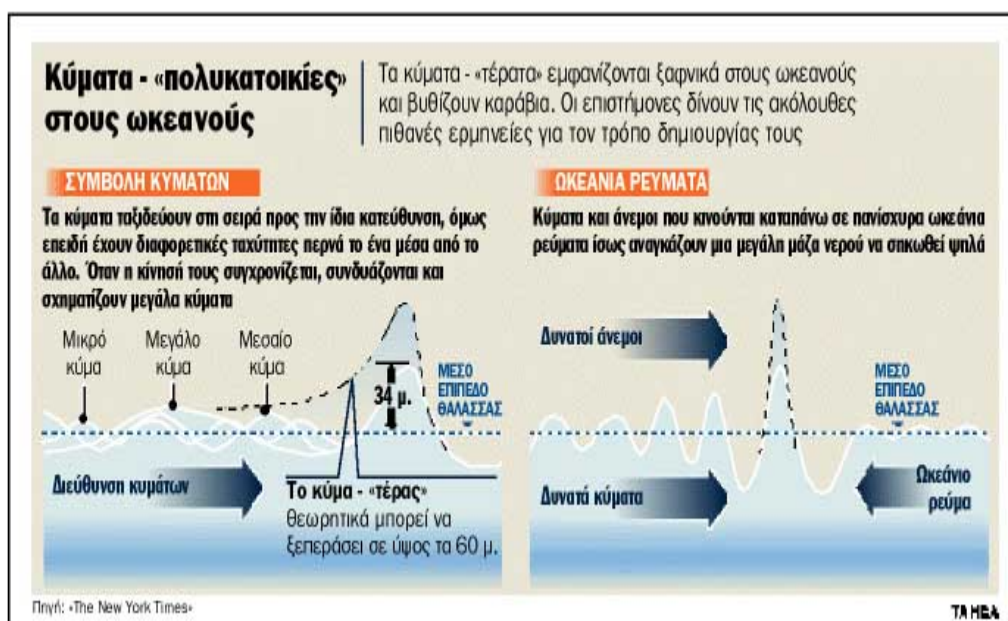 Κύματα - «πολυκατοικίες»
στους ωκεανούς
Τα κύματα - «τέρατα» εμφανίζονται ξαφνικά στους ωκεανούς
και βυθίζουν καράβια. Οι επιστήμονες δίνουν τις ακόλουθες
πιθανές ερμηνείες για τον τρόπο δημιουργίας τους
ΣΥΜΒΟΛΗ ΚΥΜΑΤΩΝ
Τα κύματα ταξιδεύουν στη σειρά προς την ίδια κατεύθυνση, όμως
επειδή έχουν διαφορετικές ταχύτητες περνά το ένα μέσα από το
άλλο. Όταν η κίνησή τους συγχρονίζεται, συνδυάζονται και
σχηματίζουν μεγάλα κύματα
Μικρό
κύμα
Μεγάλο
κύμα
Μεσαίο
κύμα
34 μ.
ΜΕΣΟ
ΕΠΙΠΕΔΟ
ΘΑΛΑΣΣΑΣ
Διεύθυνση κυμάτων
Το κύμα - «τέρας»
θεωρητικά μπορεί να
ξεπεράσει σε ύψος τα 60 μ.
ΩΚΕΑΝΙΑ ΡΕΥΜΑΤΑ
Κύματα και άνεμοι που κινούνται καταπάνω σε πανίσχυρα ωκεάνια
ρεύματα ίσως αναγκάζουν μια μεγάλη μάζα νερού να σηκωθεί ψηλά
Δυνατοί άνεμοι
ΜΕΣΟ
ΕΠΙΠΕΔΟ
ΘΑΛΑΣΣΑΣ
Δυνατά κύματα
Ωκεάνιο
ρεύμα
Πηγή: «The New York Times»
ΤΑ ΝΕΑ